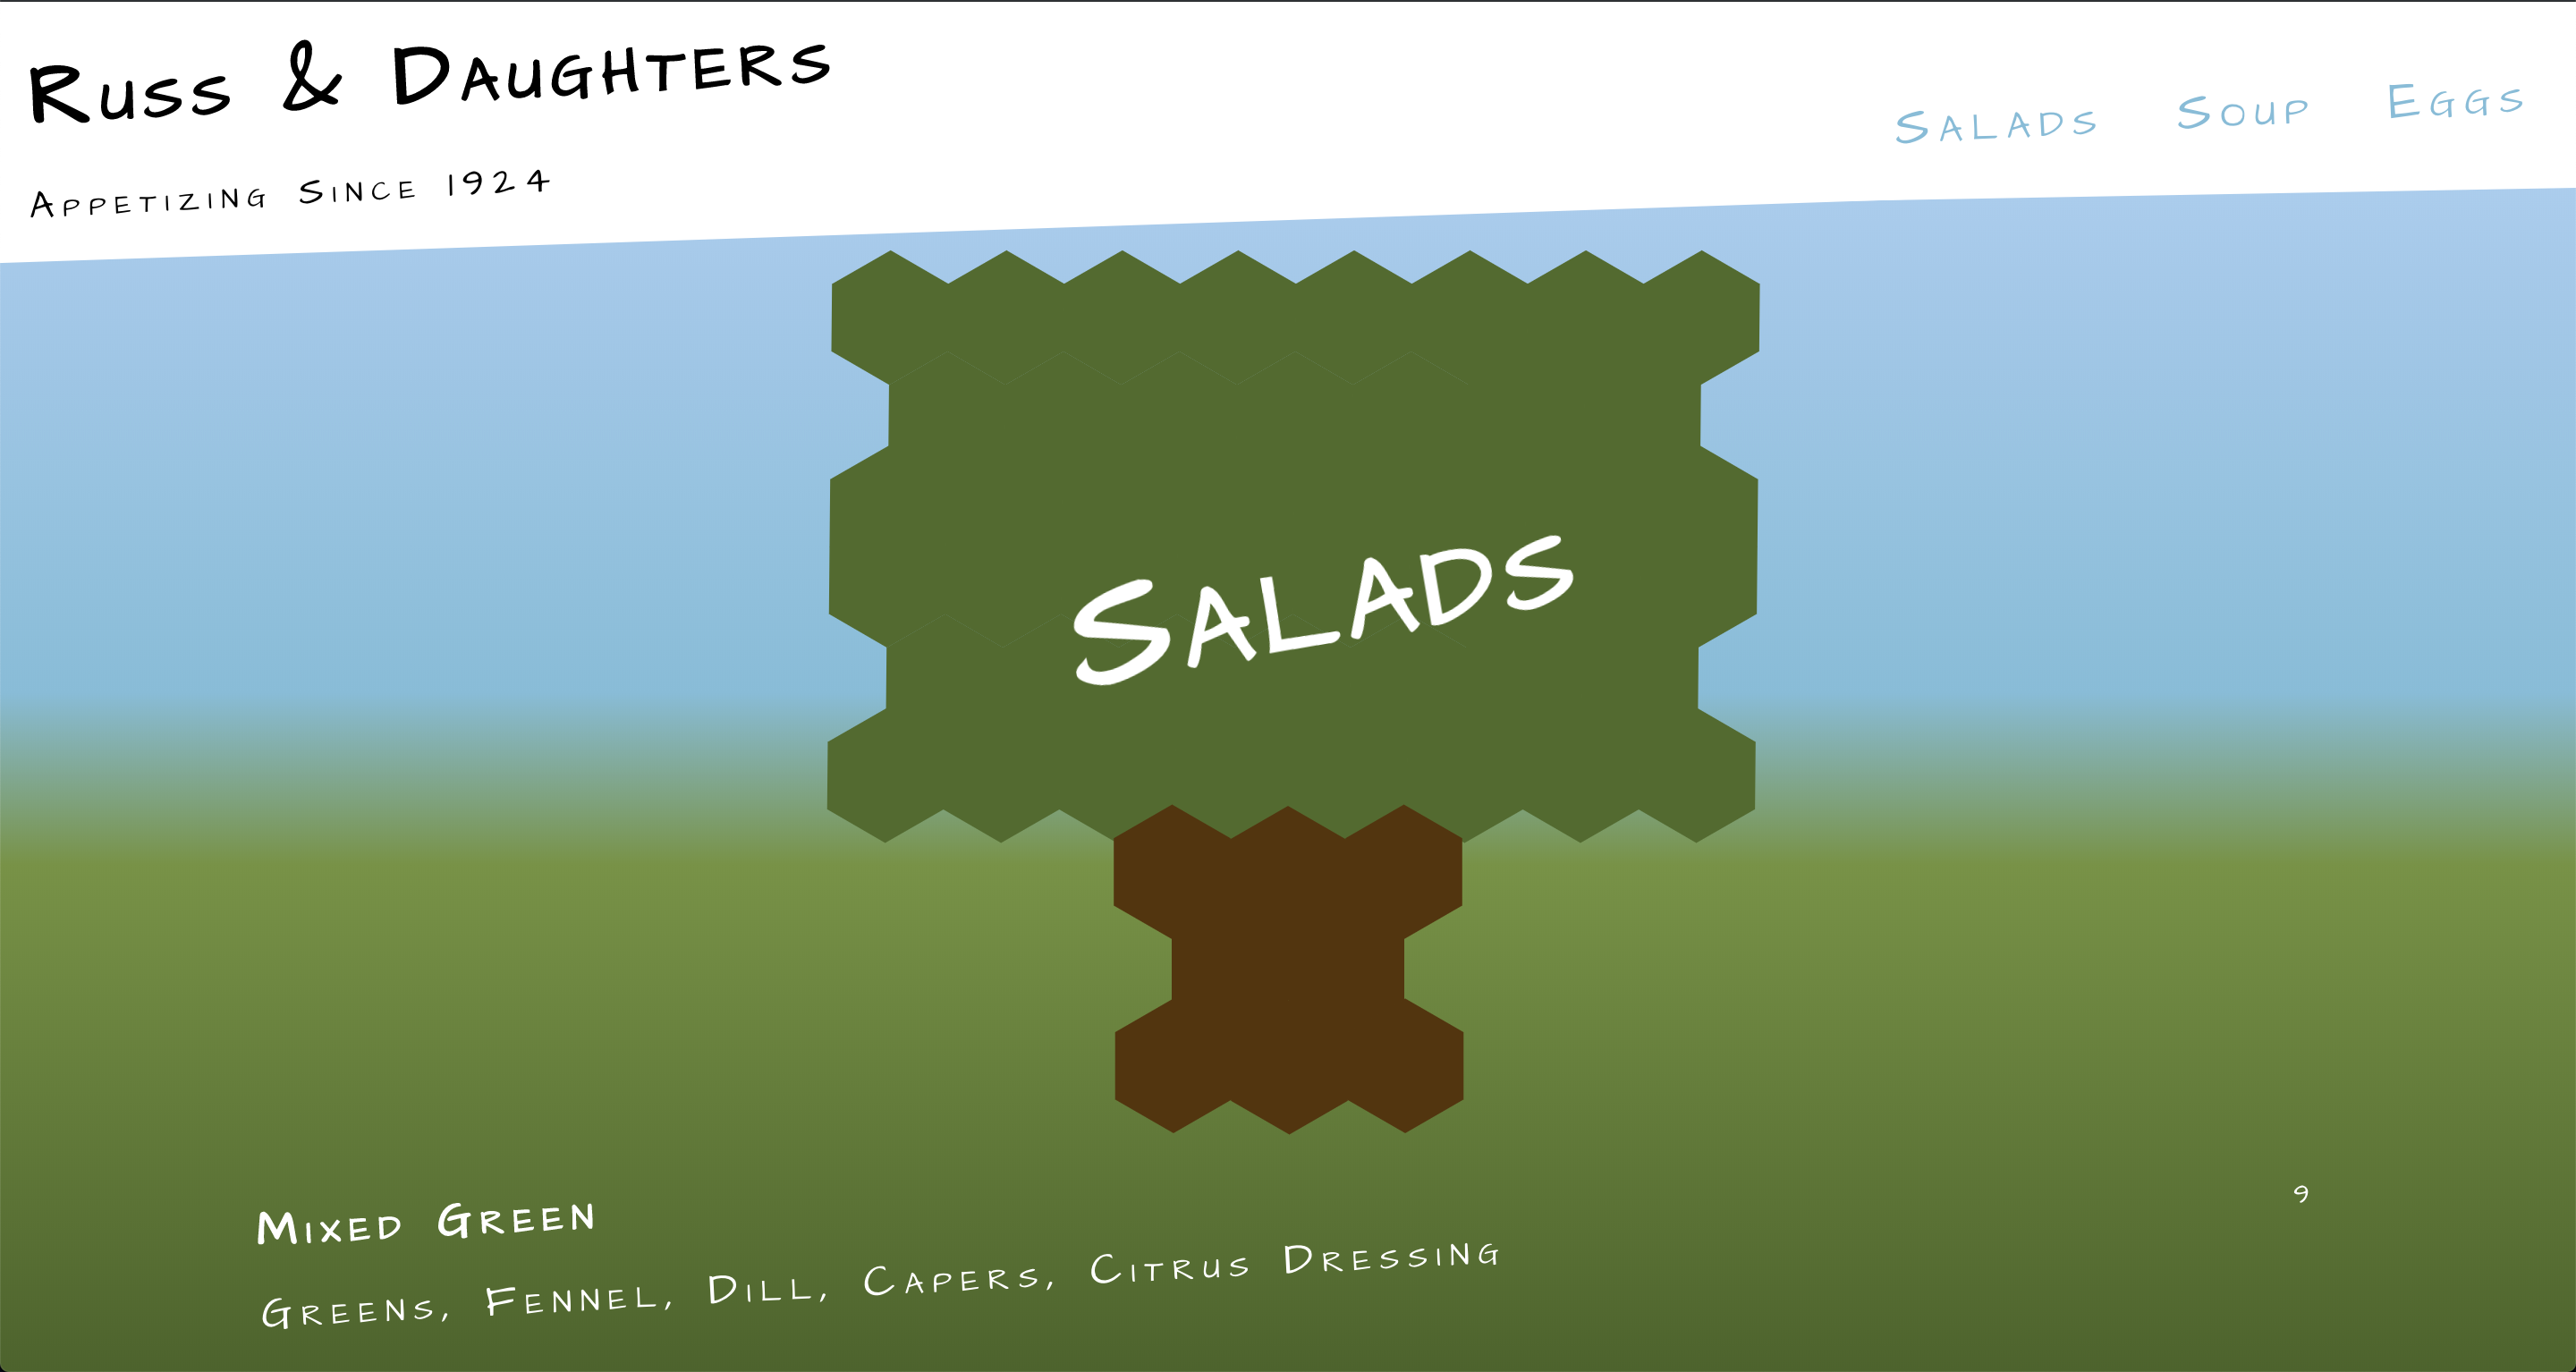 Russ & Daughters
Appetizing Since 1924
Salads Soup Eggs
Salads
Mixed Green
9
Greens, Fennel, Dill, Capers, Citrus Dressing